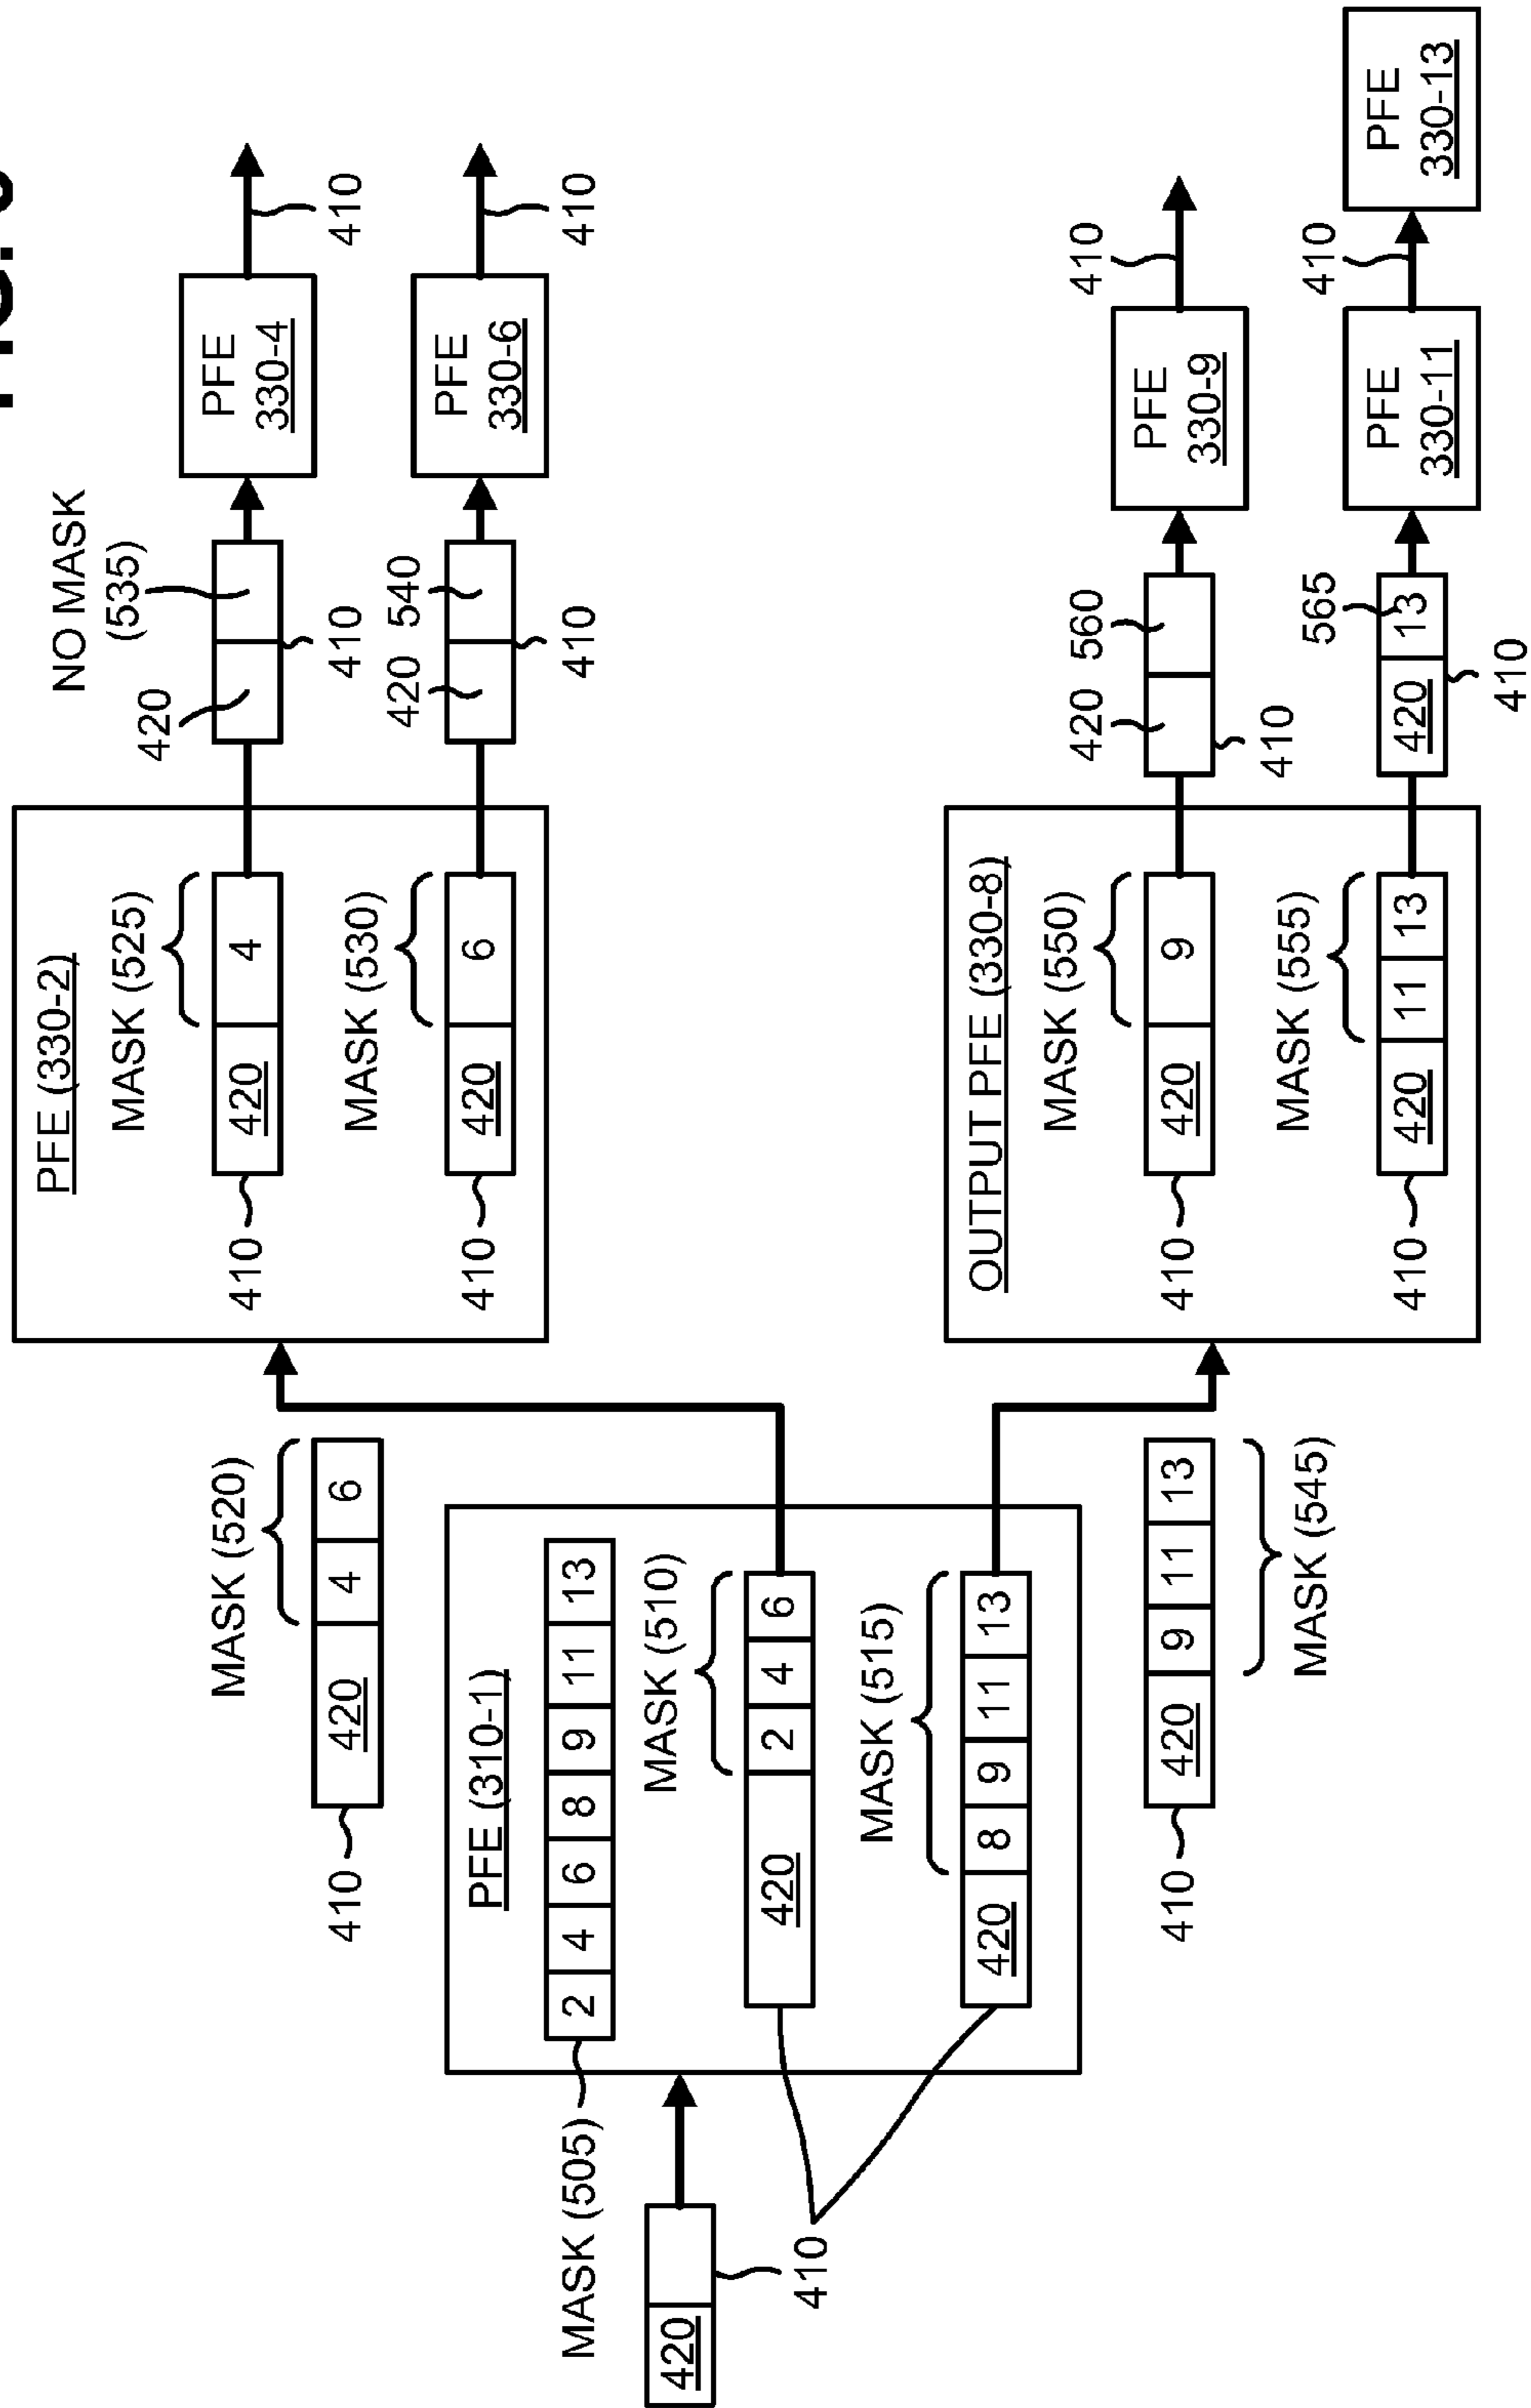 420
410
MASK (505)
PFE (310-1)
2 4 6 8 9 11 13
MASK (510)
420 2 4 6
MASK (515)
420 8 9 11 13
410
MASK (520)
410 420 4 6
410 420 9 11 13
MASK (545)
PFE (330-2)
MASK (525)
410 420 4
MASK (530)
410 420 6
NO MASK
(535)
420
410
PFE
330-4
410
420 540
410
PFE
330-6
410
OUTPUT PFE (330-8)
MASK (550)
410 420 9
MASK (555)
410 420 11 13
420 560
410
PFE
330-9
410
565
420 13
410
PFE
330-11
410
PFE
330-13